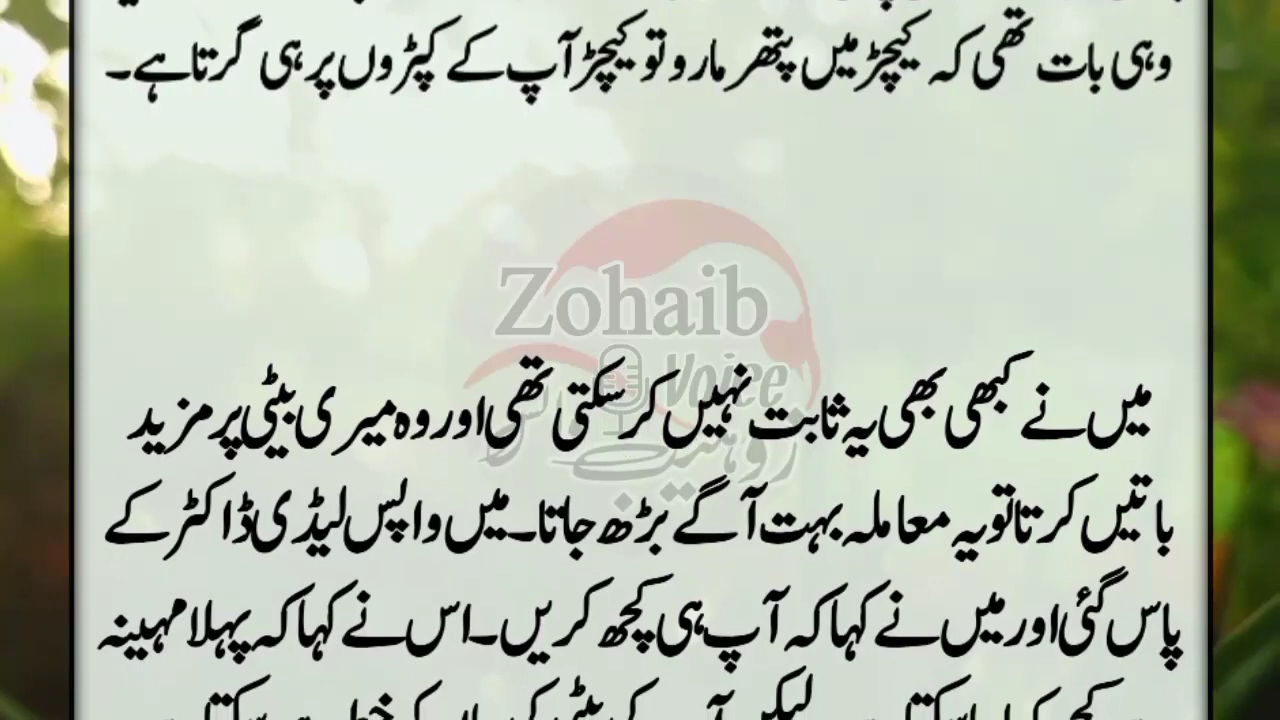 وہی بات تھی کہ کیچڑ میں پتھر مارو تو کیچڑ آپ کے کپڑوں پر ہی گرتا ہے۔
Zohaib
Voice
میں نے کبھی بھی یہ ثابت نہیں کر سکتی تھی اور وہ میری بیٹی پر مزید
باتیں کرتا تو یہ معاملہ بہت آگے بڑھ جاتا۔ میں واپس لیڈی ڈاکٹر کے
پاس گئی اور میں نے کہا کہ آپ ہی کچھ کریں۔ اس نے کہا کہ پہلا مہینہ